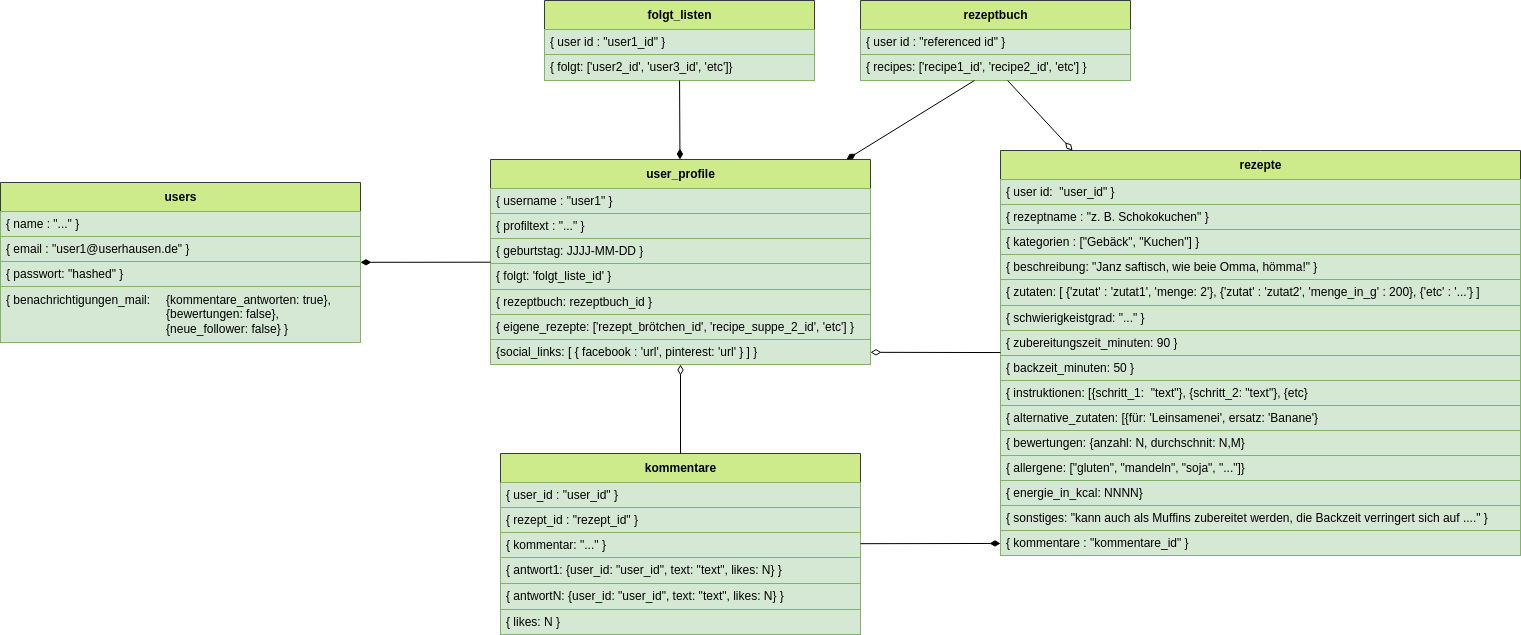 folgt_listen
{ user id : "user1_id" }
{ folgt: ['user2_id', 'user3_id', 'etc']}
rezeptbuch
{ user id : "referenced id" }
{ recipes: ['recipe1_id', 'recipe2_id', 'etc'] }
users
{ name : "..." }
{ email : "user1@userhausen.de" }
{ passwort: "hashed" }
{ benachrichtigungen_mail: {kommentare_antworten: true},
{bewertungen: false},
{neue_follower: false} }
user_profile
{ username : "user1" }
{ profiltext : "..." }
{ geburtstag: JJJJ-MM-DD }
{ folgt: 'folgt_liste_id' }
{ rezeptbuch: rezeptbuch_id }
{ eigene_rezepte: ['rezept_brötchen_id', 'recipe_suppe_2_id', 'etc'] }
{social_links: [ { facebook : 'url', pinterest: 'url' } ] }
rezepte
{ user id: "user_id" }
{ rezeptname : "z. B. Schokokuchen" }
{ kategorien : ["Gebäck", "Kuchen"] }
{ beschreibung: "Janz saftisch, wie beie Omma, hömma!" }
{ zutaten: [ {'zutat' : 'zutat1', 'menge: 2'}, {'zutat' : 'zutat2', 'menge_in_g' : 200}, {'etc' : '...'} ]
{ schwierigkeistgrad: "..." }
{ zubereitungszeit_minuten: 90 }
{ backzeit_minuten: 50 }
{ instruktionen: [{schritt_1: "text"}, {schritt_2: "text"}, {etc}
{ alternative_zutaten: [{für: 'Leinsamenei', ersatz: 'Banane'}
{ bewertungen: {anzahl: N, durchschnit: N,M}
{ allergene: ["gluten", "mandeln", "soja", "..."]}
{ energie_in_kcal: NNNN}
{ sonstiges: "kann auch als Muffins zubereitet werden, die Backzeit verringert sich auf ...." }
{ kommentare : "kommentare_id" }
kommentare
{ user_id : "user_id" }
{ rezept_id : "rezept_id" }
{ kommentar: "..." }
{ antwort1: {user_id: "user_id", text: "text", likes: N} }
{ antwortN: {user_id: "user_id", text: "text", likes: N} }
{ likes: N }